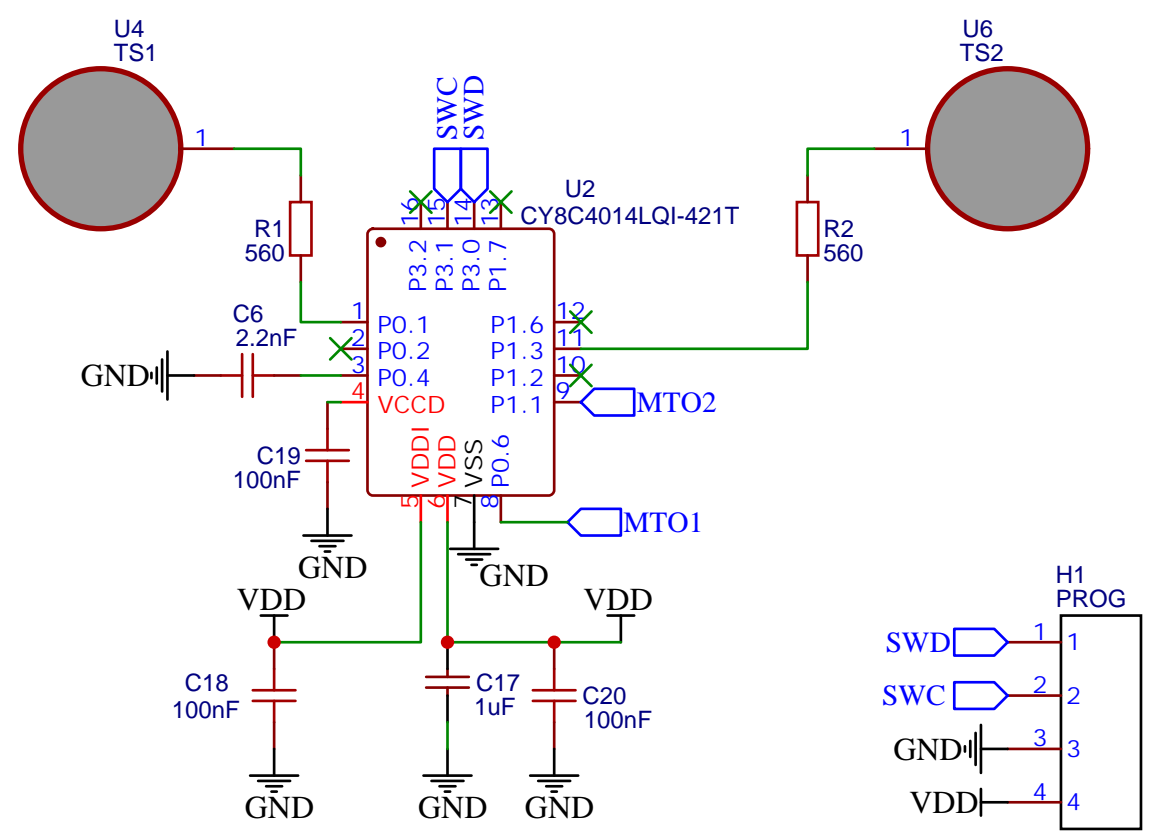 U4
TS1
U6
TS2
SWC
SWD
1
1
16
15
14
13
U2
CY8C4014LQI-421T
R1
560
R2
560
P3.2
P3.1
P3.0
P1.7
C6
2.2nF
1
P0.1
P1.6
12
2
P0.2
P1.3
11
GND
3
P0.4
P1.2
10
4
VCCD
P1.1
9
MTO2
C19
100nF
VDDI
VDD
VSS
P0.6
5
6
7
8
MTO1
GND
GND
VDD
VDD
H1
PROG
SWD
1
1
C18
100nF
C17
1uF
C20
100nF
SWC
2
2
GND
3
3
GND
GND
GND
VDD
4
4